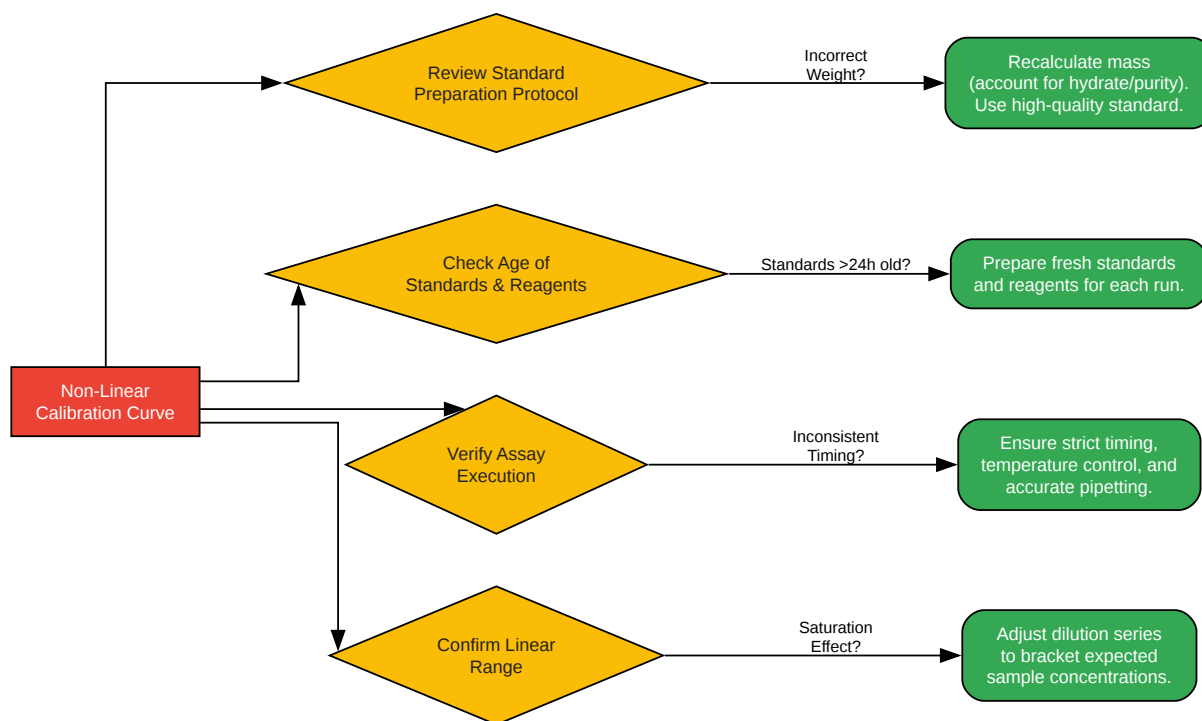 Review Standard
Preparation Protocol
Incorrect
Weight?
Recalculate mass
(account for hydrate/purity).
Use high-quality standard.
Check Age of
Standards & Reagents
Standards >24h old?
Prepare fresh standards
and reagents for each run.
Non-Linear
Calibration Curve
Verify Assay
Execution
Inconsistent
Timing?
Ensure strict timing,
temperature control, and
accurate pipetting.
Confirm Linear
Range
Saturation
Effect?
Adjust dilution series
to bracket expected
sample concentrations.